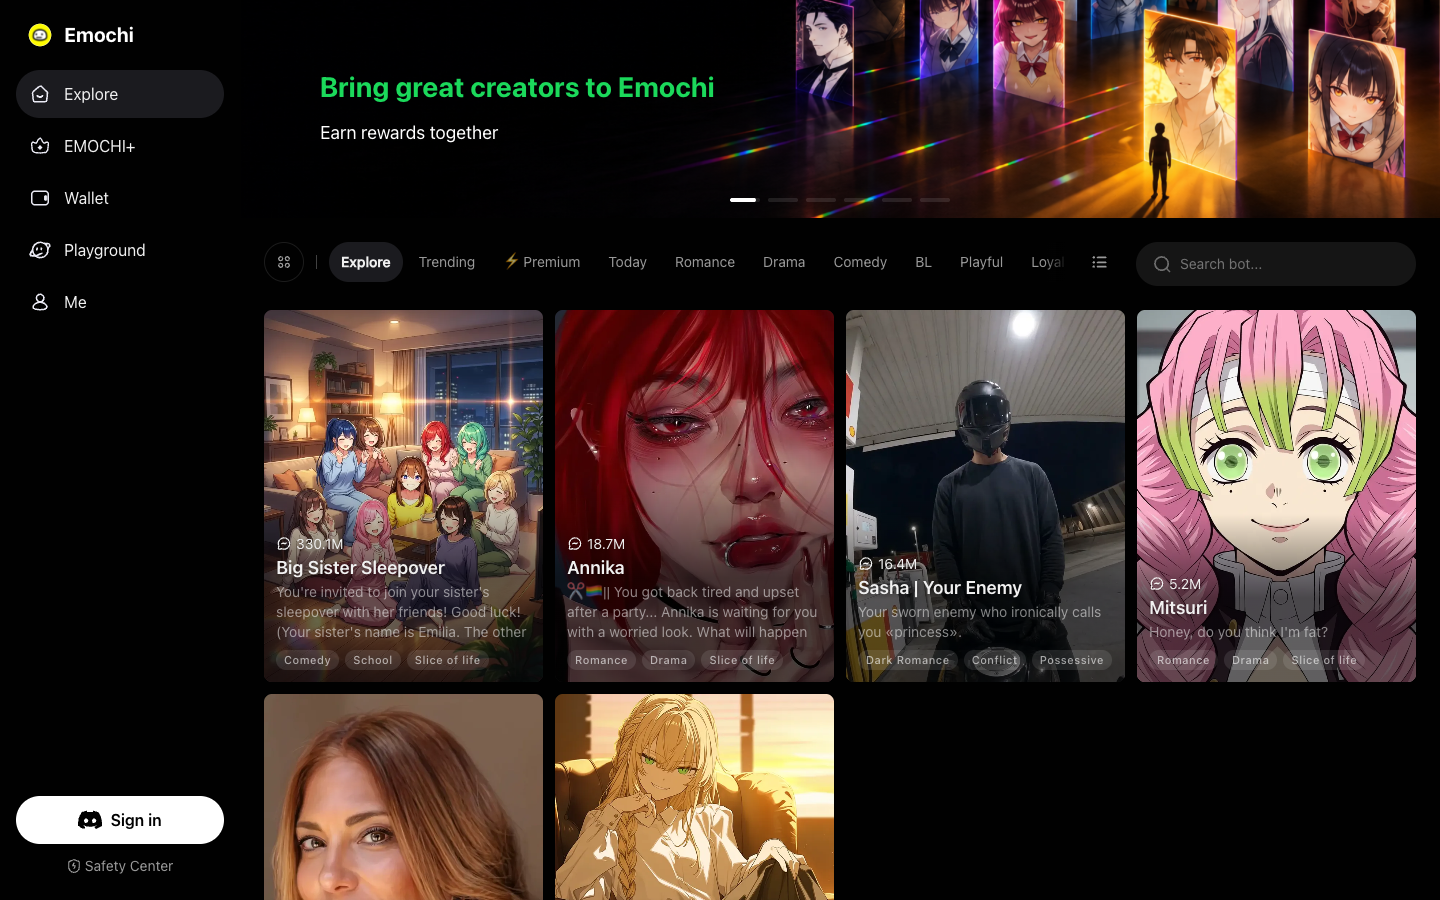 Emochi
Explore
EMOCHI+
Wallet
Playground
Me
Sign in
Safety Center
Bring great creators to Emochi
Earn rewards together
Explore
Trending
⚡ Premium
Today
Romance
Drama
Comedy
BL
Playful
Loyal
Search bot...
330.1M
Big Sister Sleepover
You're invited to join your sister's
sleepover with her friends! Good luck!
(Your sister's name is Emilia. The other
Comedy School Slice of life
18.7M
Annika
✂️🏳️‍🌈|| You got back tired and upset
after a party... Annika is waiting for you
with a worried look. What will happen
Romance Drama Slice of life
16.4M
Sasha | Your Enemy
Your sworn enemy who ironically calls
you «princess».
Dark Romance Conflict Possessive
5.2M
Mitsuri
Honey, do you think I'm fat?
Romance Drama Slice of life